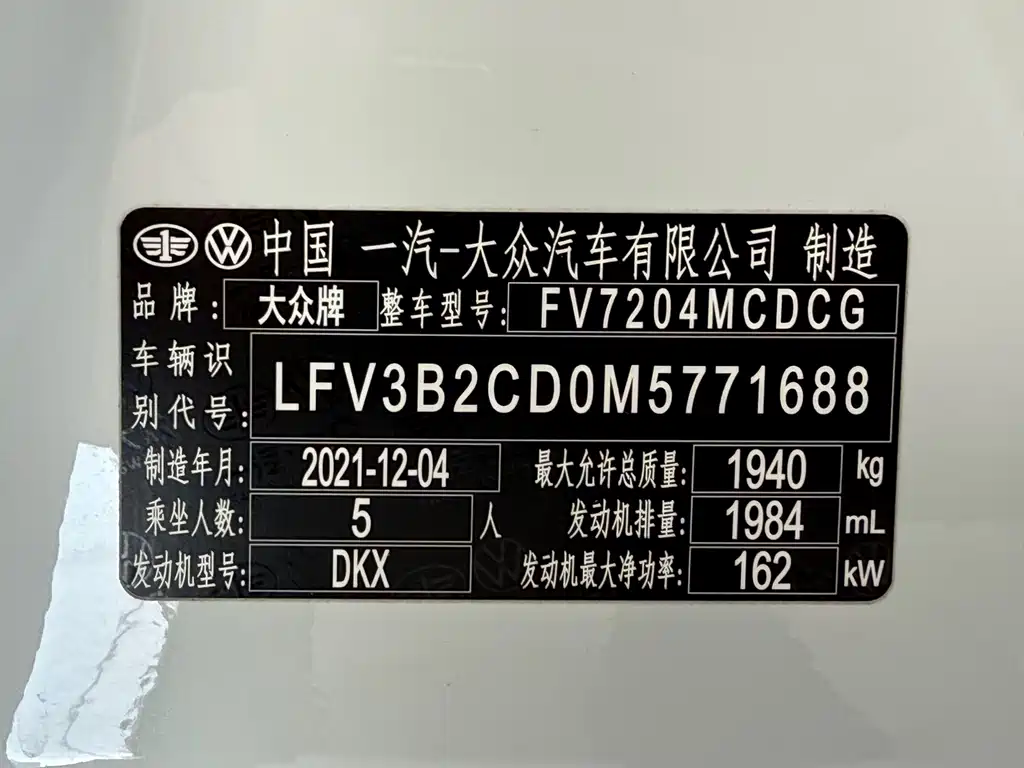 中国 一汽-大众汽车有限公司 制造
品牌: 大众牌 整车型号: FV7204MCDCG
车辆识别代号: LFV3B2CD0M5771688
制造年月: 2021-12-04 最大允许总质量: 1940 kg
乘坐人数: 5 人 发动机排量: 1984 mL
发动机型号: DKX 发动机最大净功率: 162 kW